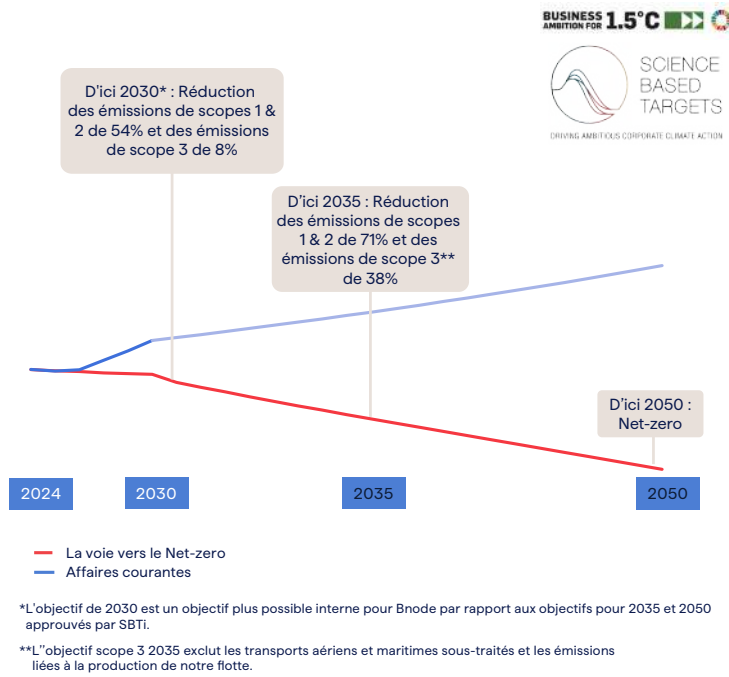 BUSINESS
AMBITION FOR 1.5°C
SCIENCE
BASED
TARGETS
DRIVING AMBITIOUS CORPORATE CLIMATE ACTION
D'ici 2030* : Réduction
des émissions de scopes 1 &
2 de 54% et des émissions
de scope 3 de 8%
D'ici 2035 : Réduction
des émissions de scopes
1 & 2 de 71% et des
émissions de scope 3**
de 38%
D'ici 2050 :
Net-zero
2024
2030
2035
2050
La voie vers le Net-zero
Affaires courantes
*L'objectif de 2030 est un objectif plus possible interne pour Bnode par rapport aux objectifs pour 2035 et 2050
approuvés par SBTi.
**L''objectif scope 3 2035 exclut les transports aériens et maritimes sous-traités et les émissions
liées à la production de notre flotte.